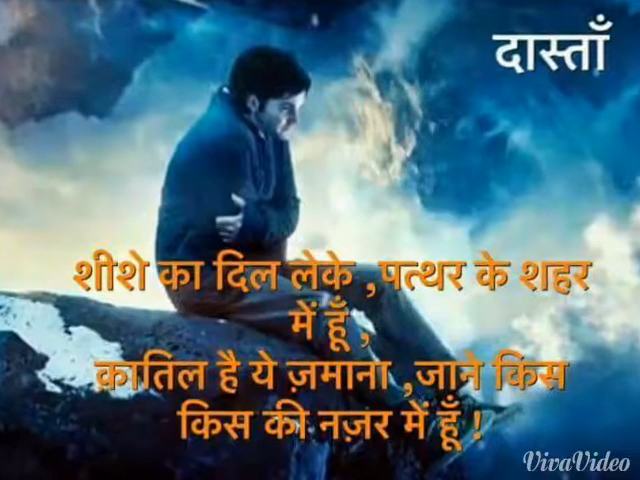 दास्ताँ
शीशे का दिल लेके ,पत्थर के शहर
में हूँ ,
क़ातिल है ये ज़माना ,जाने किस
किस की नज़र में हूँ !
VivaVideo